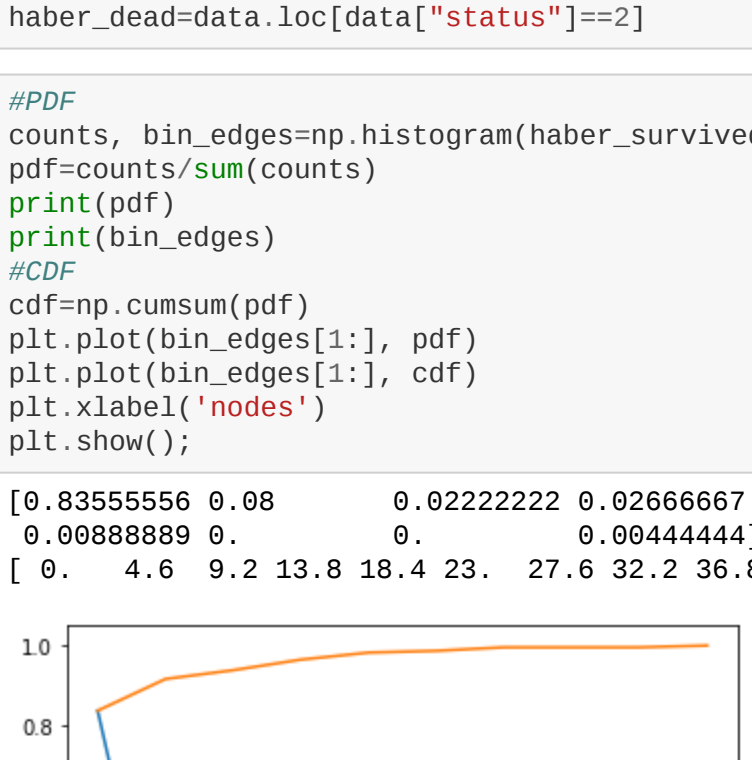 haber_dead=data.loc[data["status"]==2]
#PDF
counts, bin_edges=np.histogram(haber_survived
pdf=counts/sum(counts)
print(pdf)
print(bin_edges)
#CDF
cdf=np.cumsum(pdf)
plt.plot(bin_edges[1:], pdf)
plt.plot(bin_edges[1:], cdf)
plt.xlabel('nodes')
plt.show();
[0.83555556 0.08       0.02222222 0.02666667
 0.00888889 0.         0.         0.00444444]
[ 0.   4.6  9.2 13.8 18.4 23.  27.6 32.2 36.8
1.0
0.8